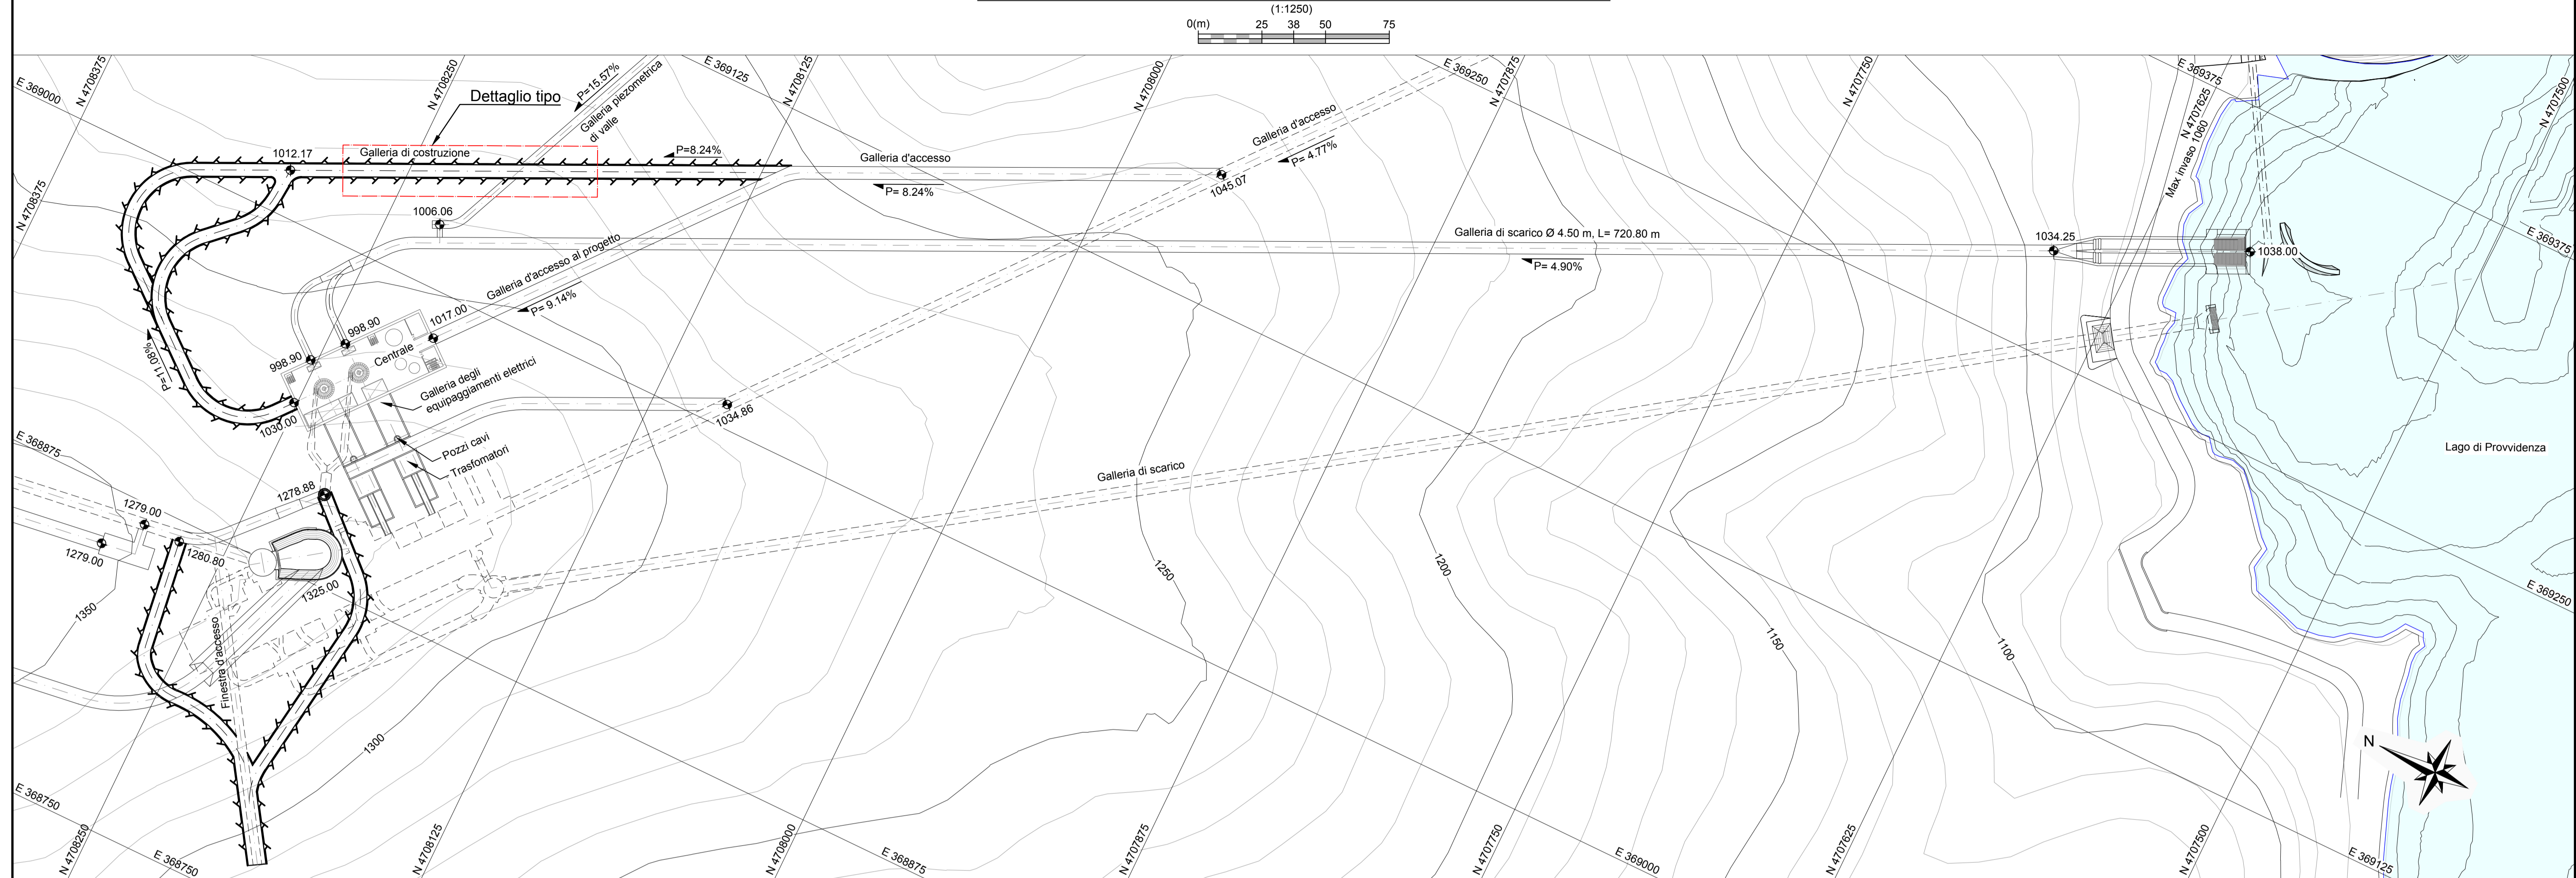 (1:1250)
0(m) 25 38 50 75
E 369000
N 4708375
N 4708250
P=15.57%
Galleria piezometrica
di valle
E 369125
N 4708125
N 4708000
E 369250
N 4707875
N 4707750
E 369375
N 4707625
N 4707500
Dettaglio tipo
Galleria di costruzione
1012.17
P=8.24%
Galleria d'accesso
P= 8.24%
Galleria d'accesso
P= 4.77%
1045.07
Max invaso 1060
N 4708375
1006.06
Galleria d'accesso al progetto
P= 9.14%
Galleria di scarico Ø 4.50 m, L= 720.80 m
P= 4.90%
1034.25
1038.00
E 369375
P=11.08%
998.90
998.90
1017.00
Centrale
Galleria degli
equipaggiamenti elettrici
1030.00
1034.86
Pozzi cavi
Trasfomatori
E 368875
Galleria di scarico
Lago di Provvidenza
1278.88
1279.00
1279.00
1280.80
1325.00
1350
Finestra d'accesso
1300
1250
1200
1150
1100
E 369250
N
E 368750
N 4708250
E 368750
N 4708125
N 4708000
E 368875
N 4707875
N 4707750
E 369000
N 4707625
N 4707500
E 369125